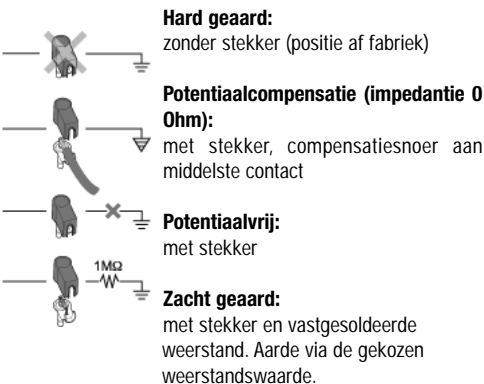 Hard geaard:
zonder stekker (positie af fabriek)
Potentiaalcompensatie (impedantie 0
Ohm):
met stekker, compensatiesnoer aan
middelste contact
Potentiaalvrij:
met stekker
1MΩ
Zacht geaard:
met stekker en vastgesoldeerde
weerstand. Aarde via de gekozen
weerstandswaarde.